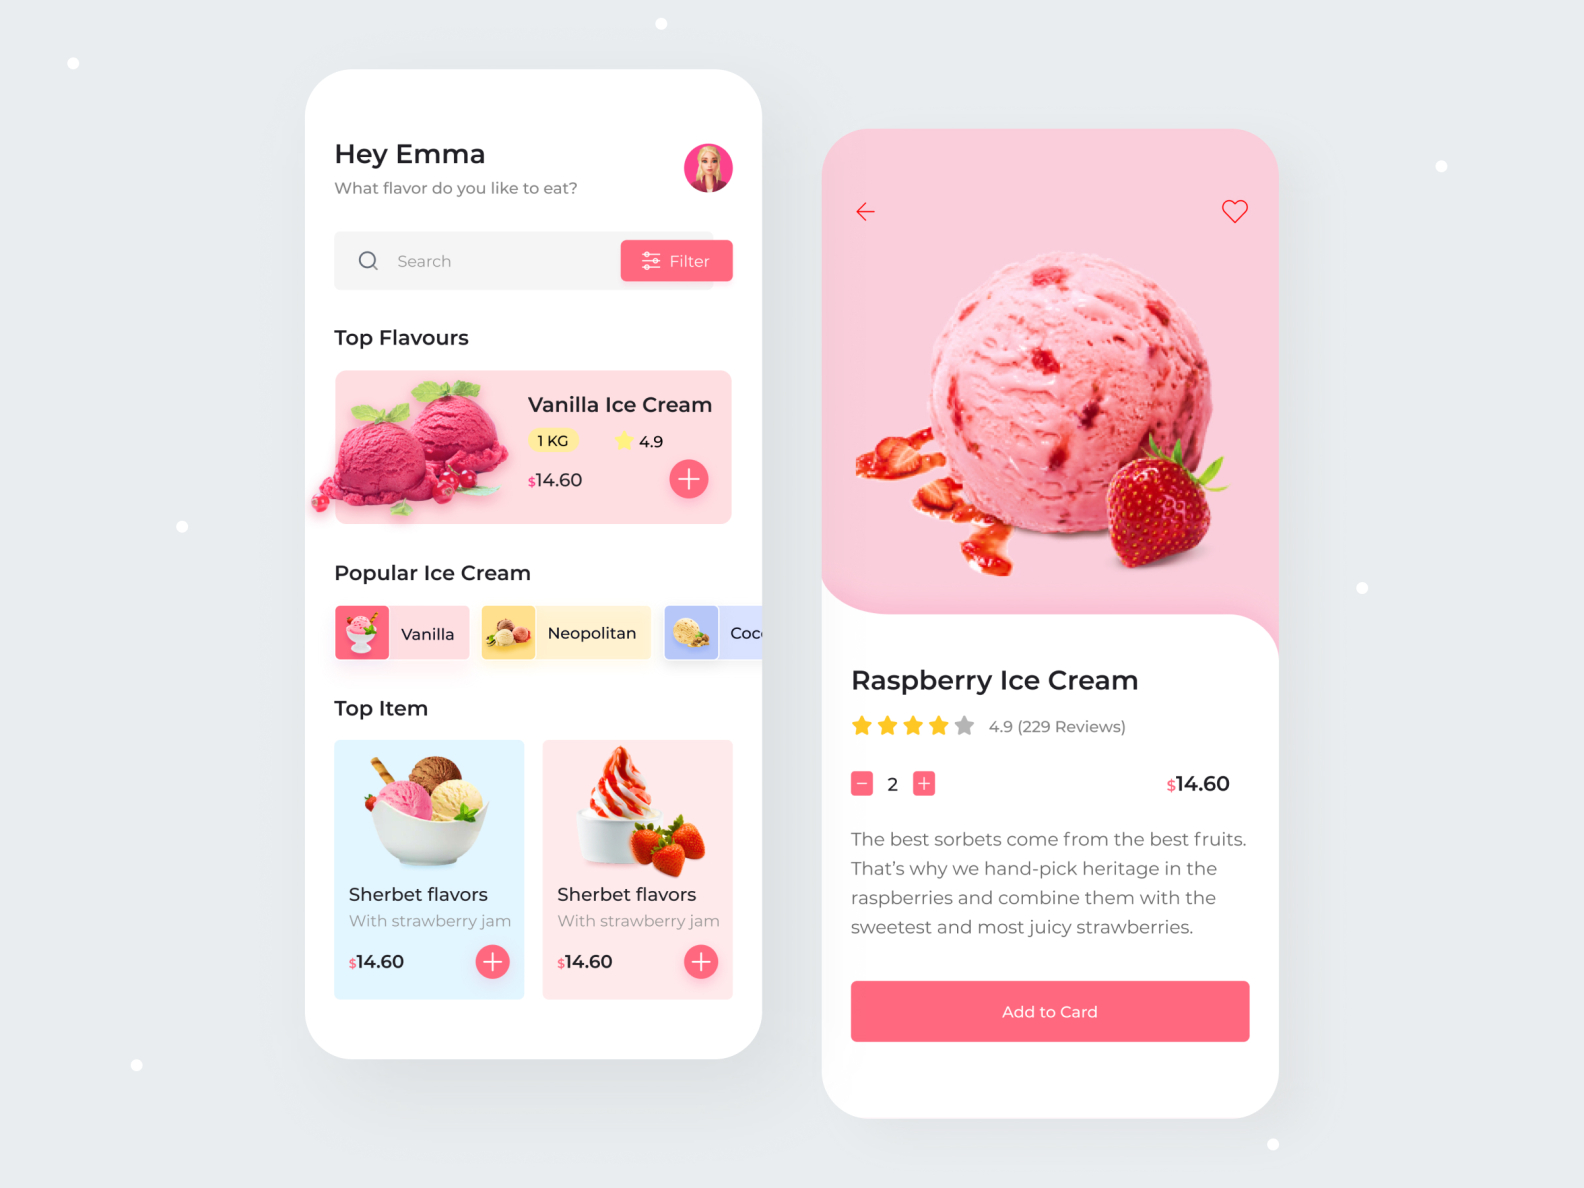 Hey Emma
What flavor do you like to eat?
Search
Filter
Top Flavours
Vanilla Ice Cream
1 KG
4.9
$14.60
Popular Ice Cream
Vanilla
Neopolitan
Coc
Top Item
Sherbet flavors
With strawberry jam
$14.60
Sherbet flavors
With strawberry jam
$14.60
Raspberry Ice Cream
4.9 (229 Reviews)
2
$14.60
The best sorbets come from the best fruits.
That’s why we hand-pick heritage in the
raspberries and combine them with the
sweetest and most juicy strawberries.
Add to Card